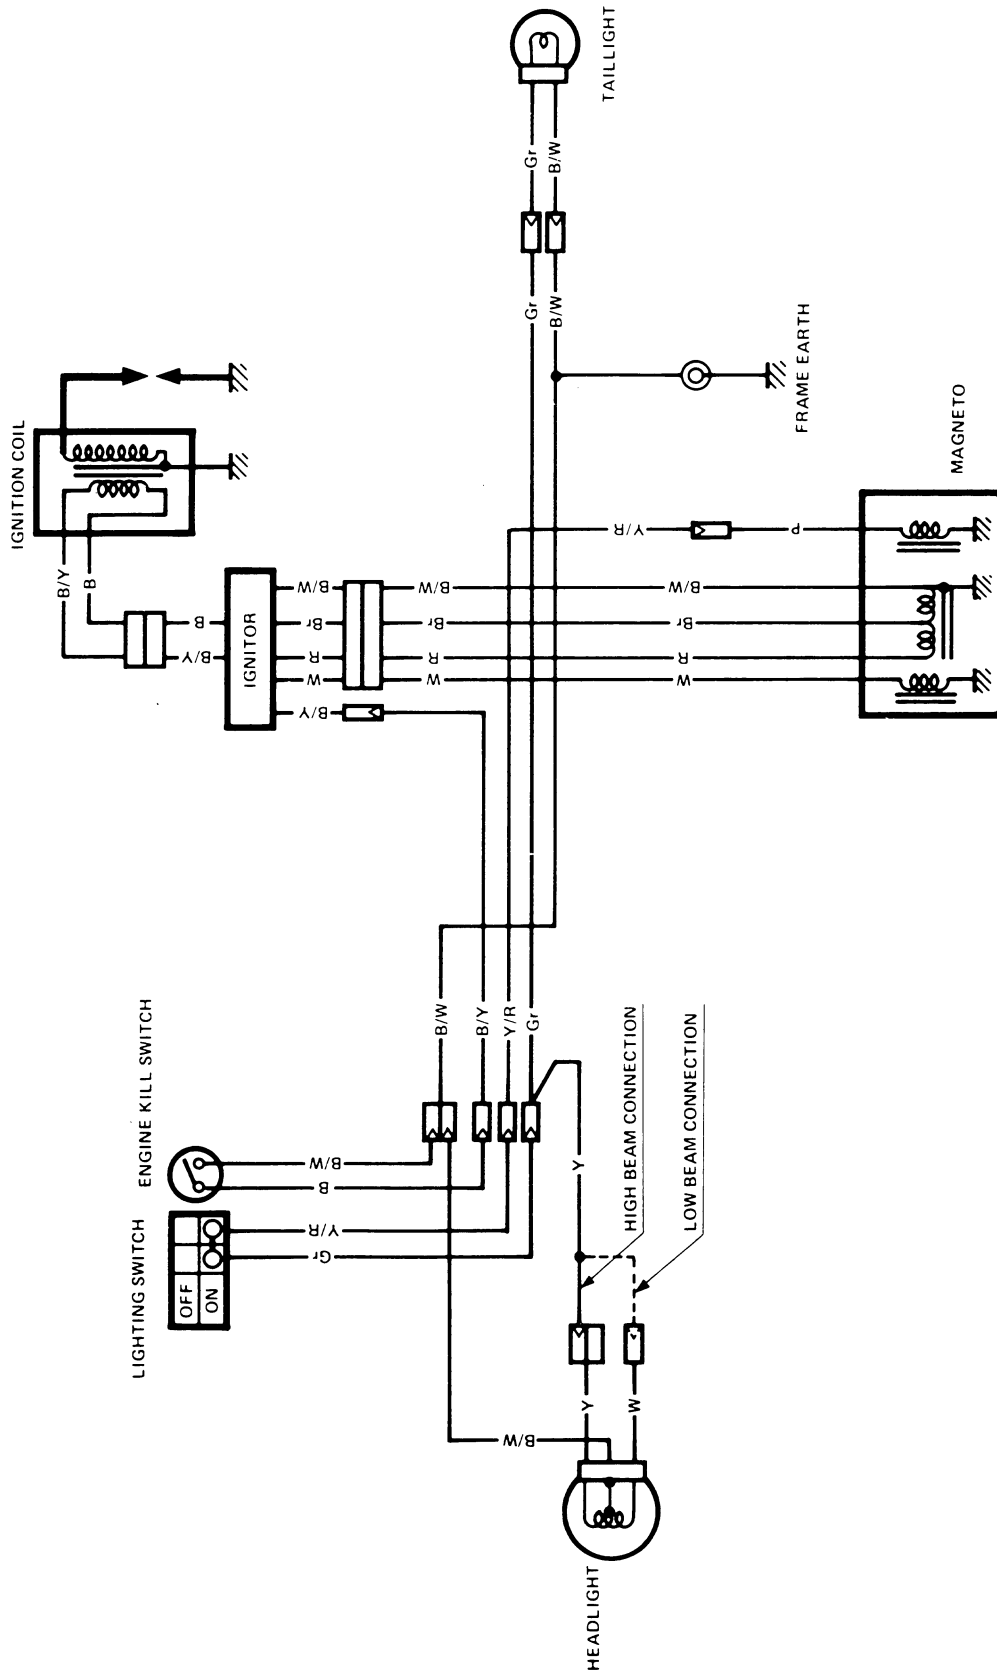 IGNITION COIL
B/Y
B
B/Y
B
IGNITOR
B/Y
W
R
Br
B/W
W
R
Br
B/W
W
R
Br
B/W
Y/R
P
MAGNETO
FRAME EARTH
TAILLIGHT
Gr
B/W
Gr
B/W
ENGINE KILL SWITCH
LIGHTING SWITCH
OFF
ON
B/W
B
Y/R
Gr
B/W
B/Y
Y/R
Gr
Y
HIGH BEAM CONNECTION
LOW BEAM CONNECTION
B/W
Y
W
HEADLIGHT